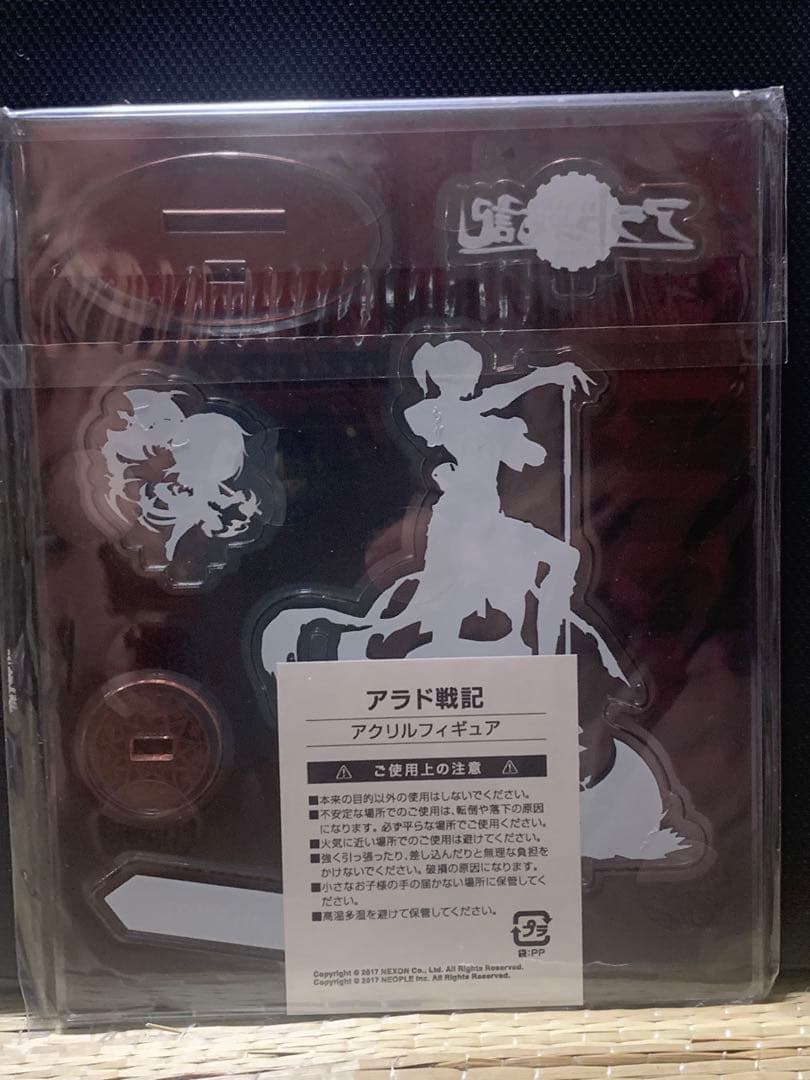 アラド戦記
アクリルフィギュア
ご使用上の注意
■本来の目的以外の使用はしないでください。
■不安定な場所でのご使用は、転倒や落下の原因
になります。必ず平らな場所でご使用ください。
■火気に近い場所でのご使用は避けてください。
■強く引っ張ったり、差し込んだりと無理な負担を
かけないでください。破損の原因になります。
■小さなお子様の手の届かない場所に保管してく
ださい。
■高温多湿を避けて保管してください。
プラ
袋:PP
Copyright © 2017 NEXON Co., Ltd. All Rights Reserved.
Copyright © 2017 NEOPLE Inc. All Rights Reserved.